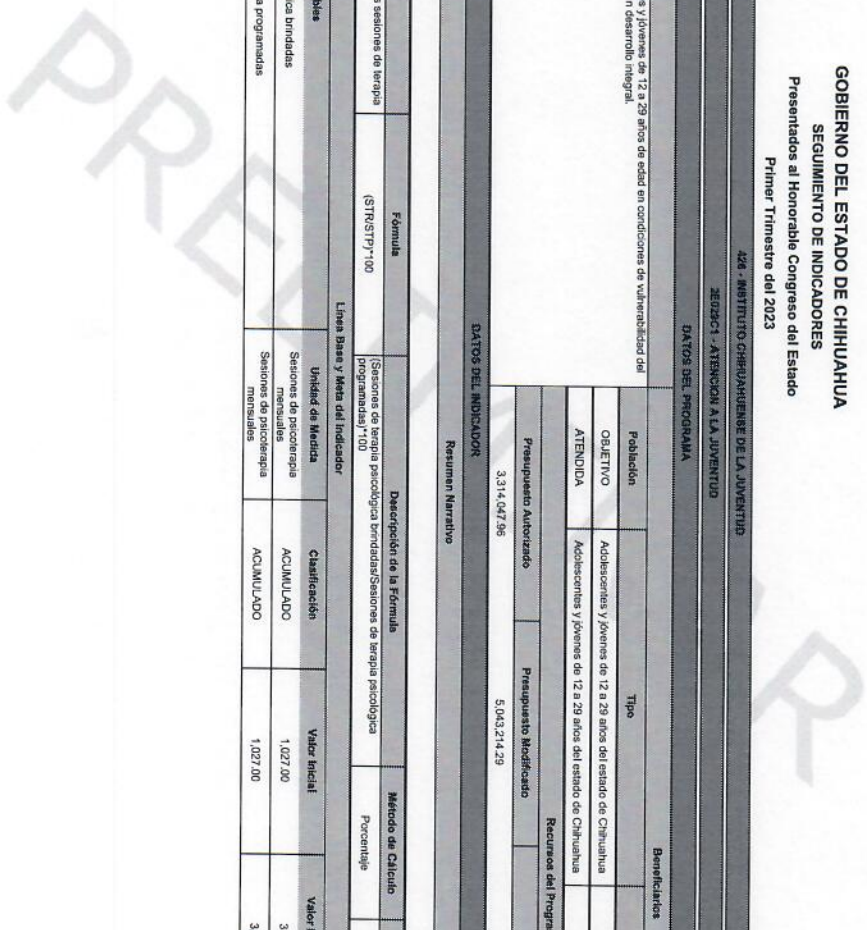 GOBIERNO DEL ESTADO DE CHIHUAHUA
SEGUIMIENTO DE INDICADORES
Presentados al Honorable Congreso del Estado
Primer Trimestre del 2023
426 - INSTITUTO CHIHUAHUENSE DE LA JUVENTUD
2E029C1 - ATENCION A LA JUVENTUD
DATOS DEL PROGRAMA
s y jóvenes de 12 a 29 años de edad en condiciones de vulnerabilidad del
n desarrollo integral.
Beneficiarios
Población Tipo
OBJETIVO Adolescentes y jóvenes de 12 a 29 años del estado de Chihuahua
ATENDIDA Adolescentes y jóvenes de 12 a 29 años del estado de Chihuahua
Recursos del Progra
Presupuesto Autorizado Presupuesto Modificado
3,314,047.96 5,043,214.29
DATOS DEL INDICADOR
Resumen Narrativo
Fórmula Descripción de la Fórmula Método de Cálculo
s sesiones de terapia (STR/STP)*100 (Sesiones de terapia psicológica brindadas/Sesiones de terapia psicológica Porcentaje
programadas)*100
Línea Base y Meta del Indicador
bles Unidad de Medida Clasificación Valor Inicial Valor
ica brindadas Sesiones de psicoterapia ACUMULADO 1,027.00 3
mensuales
a programadas Sesiones de psicoterapia ACUMULADO 1,027.00 3
mensuales
PRELIMINAR